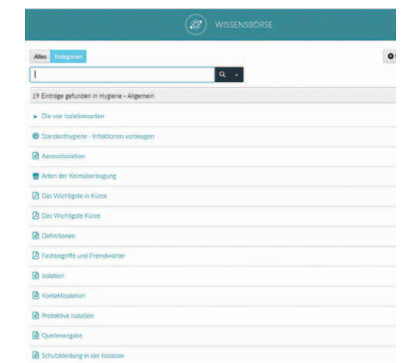 WISSENSBÖRSE
Alles Kategorien
19 Einträge gefunden in Hygiene - Allgemein
Die vier Isolationsarten
Standardhygiene - Infektionen vorbeugen
Aerosolisolation
Arten der Keimübertragung
Das Wichtigste in Kürze
Das Wichtigste Kürze
Definitionen
Fachbegriffe und Fremdwörter
Isolation
Kontaktisolation
Protektive Isolation
Quellenangabe
Schutzkleidung in der Isolation